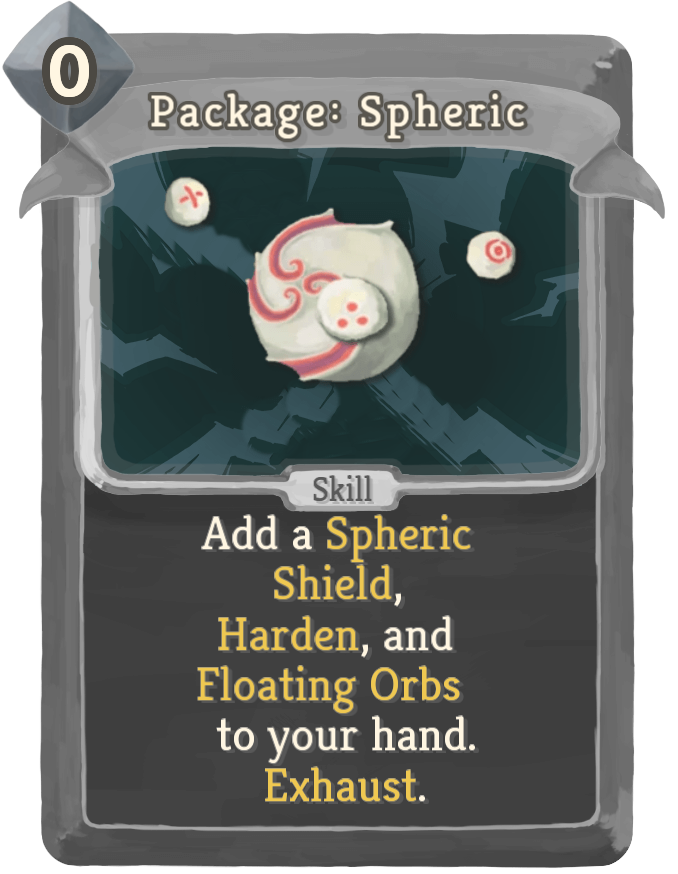 0
Package: Spheric
Skill
Add a Spheric
Shield,
Harden, and
Floating Orbs
to your hand.
Exhaust.